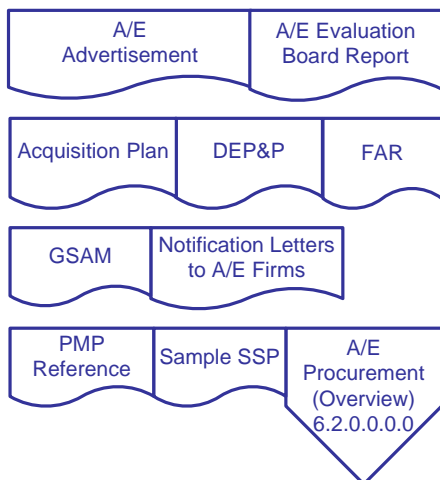 A/E
Advertisement
A/E Evaluation
Board Report
Acquisition Plan
DEP&P
FAR
GSAM
Notification Letters
to A/E Firms
PMP
Reference
Sample SSP
A/E
Procurement
(Overview)
6.2.0.0.0.0